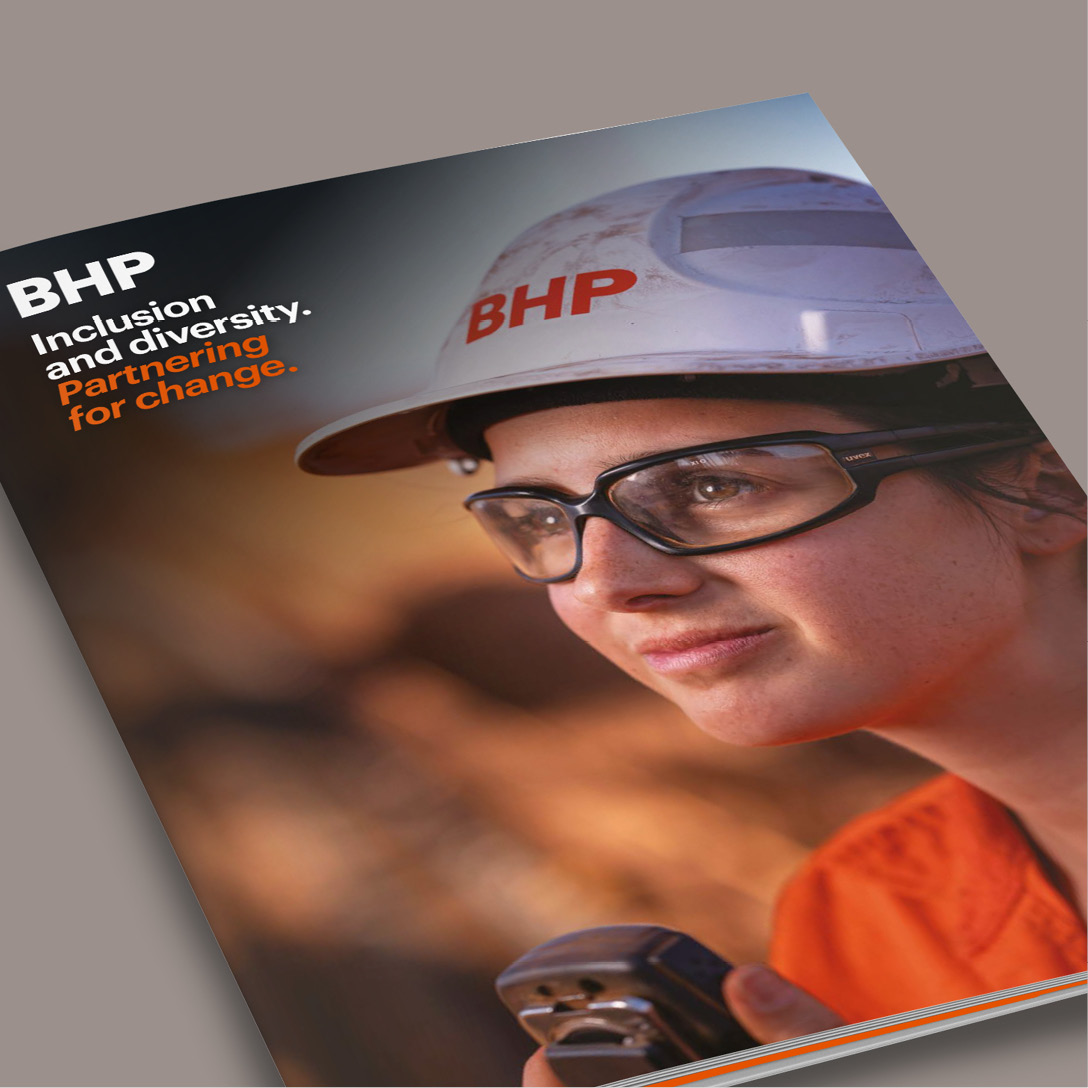 BHP
Inclusion
and diversity.
Partnering
for change.
BHP
uvex